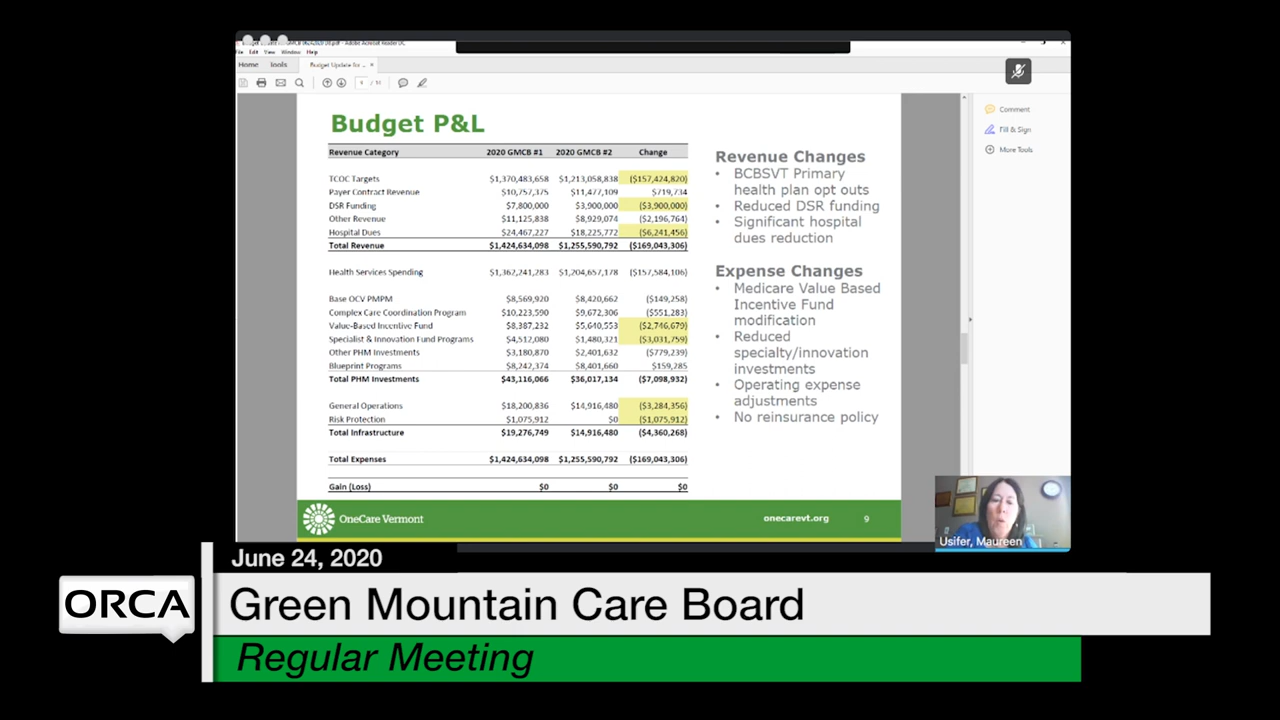 File Edit View Window Help
Home Tools Budget Update for ... ×
Comment
Fill & Sign
More Tools
Budget P&L
Revenue Category 2020 GMCB #1 2020 GMCB #2 Change
TCOC Targets $1,370,483,658 $1,213,058,838 ($157,424,820)
Payer Contract Revenue $10,757,375 $11,477,109 $719,734
DSR Funding $7,800,000 $3,900,000 ($3,900,000)
Other Revenue $11,125,838 $8,929,074 ($2,196,764)
Hospital Dues $24,467,227 $18,225,772 ($6,241,456)
Total Revenue $1,424,634,098 $1,255,590,792 ($169,043,306)
Health Services Spending $1,362,241,283 $1,204,657,178 ($157,584,106)
Base OCV PMPM $8,569,920 $8,420,662 ($149,258)
Complex Care Coordination Program $10,223,590 $9,672,306 ($551,283)
Value-Based Incentive Fund $8,387,232 $5,640,553 ($2,746,679)
Specialist & Innovation Fund Programs $4,512,080 $1,480,321 ($3,031,759)
Other PHM Investments $3,180,870 $2,401,632 ($779,239)
Blueprint Programs $8,242,374 $8,401,660 $159,285
Total PHM Investments $43,116,066 $36,017,134 ($7,098,932)
General Operations $18,200,836 $14,916,480 ($3,284,356)
Risk Protection $1,075,912 $0 ($1,075,912)
Total Infrastructure $19,276,749 $14,916,480 ($4,360,268)
Total Expenses $1,424,634,098 $1,255,590,792 ($169,043,306)
Gain (Loss) $0 $0 $0
Revenue Changes
• BCBSVT Primary
health plan opt outs
• Reduced DSR funding
• Significant hospital
dues reduction
Expense Changes
• Medicare Value Based
Incentive Fund
modification
• Reduced
specialty/innovation
investments
• Operating expense
adjustments
• No reinsurance policy
OneCare Vermont
onecarevt.org 9
Usifer, Maureen
June 24, 2020
ORCA
Green Mountain Care Board
Regular Meeting